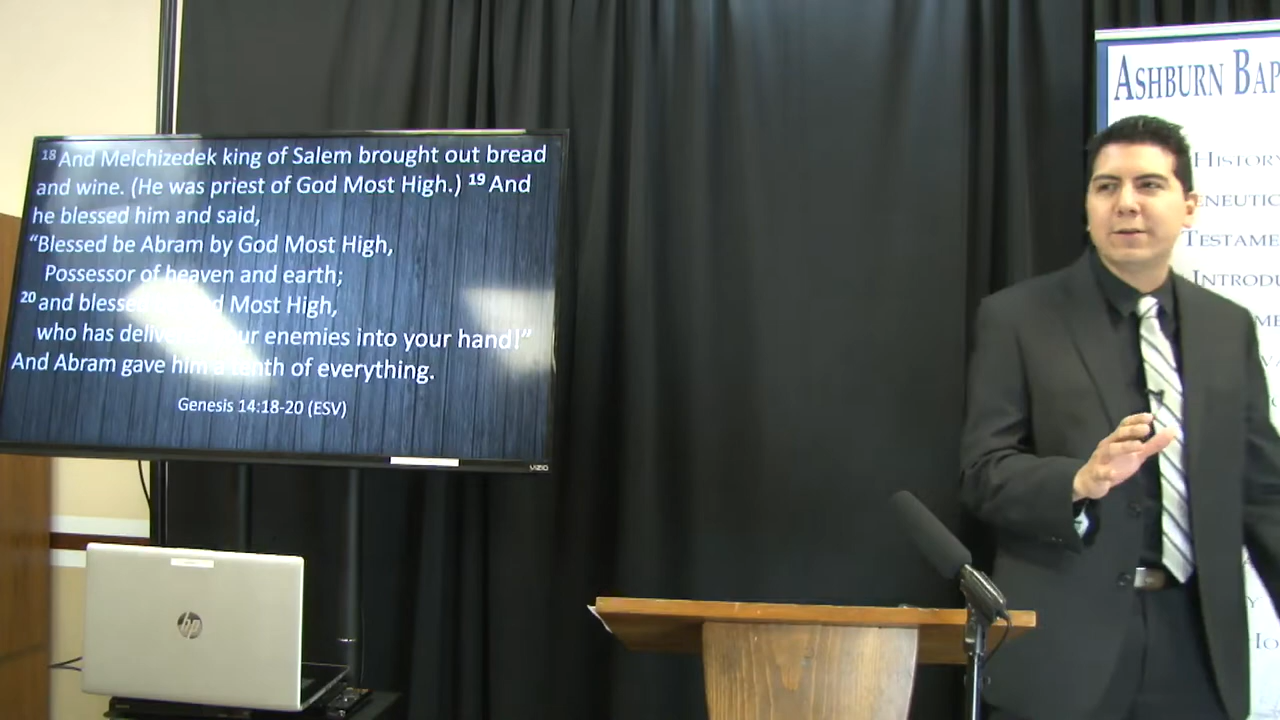 18 And Melchizedek king of Salem brought out bread
and wine. (He was priest of God Most High.) 19 And
he blessed him and said,
“Blessed be Abram by God Most High,
Possessor of heaven and earth;
20 and Most High,
who has enemies into your hand!”
And Abram gave him a tenth of everything.
Genesis 14:18-20 (ESV)
VIZIO
hp
ASHBURN BAP
HISTORY
ENEUTIC
TESTAME
INTRODU